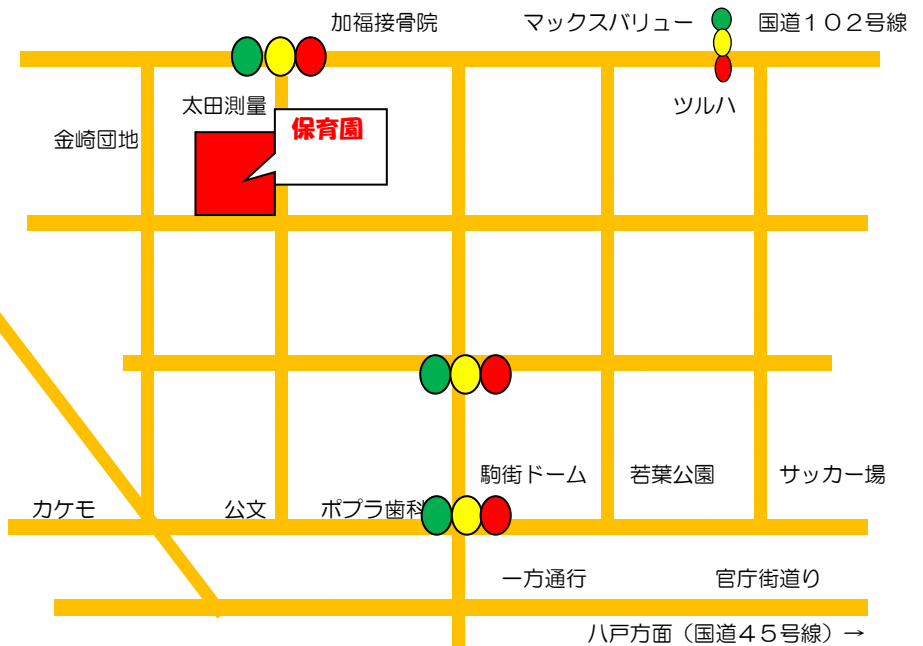 加福接骨院
マックスバリュー
国道１０２号線
太田測量
ツルハ
保育園
金崎団地
駒街ドーム
若葉公園
サッカー場
カケモ
公文
ポプラ歯科
一方通行
官庁街道り
八戸方面（国道４５号線）→